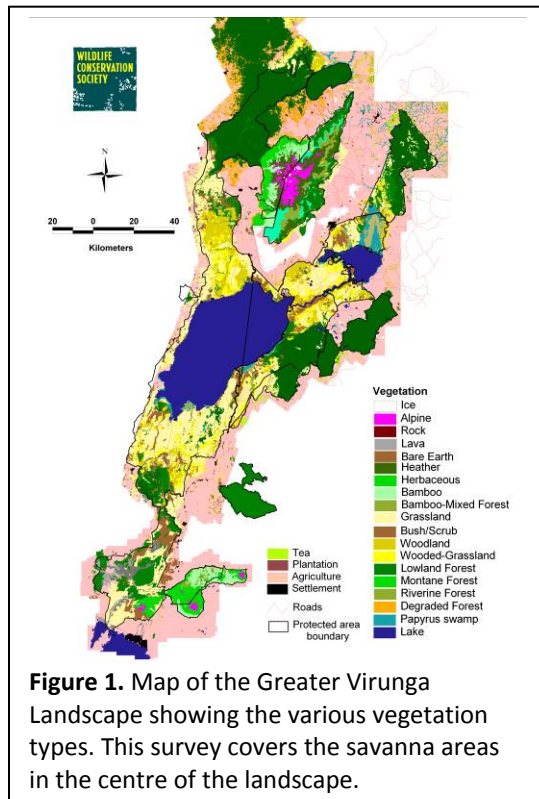 WILDLIFE
CONSERVATION
SOCIETY
N
20 0 20 40
Kilometers
Vegetation
Ice
Alpine
Rock
Lava
Bare Earth
Heather
Herbaceous
Bamboo
Bamboo-Mixed Forest
Grassland
Bush/Scrub
Woodland
Wooded-Grassland
Lowland Forest
Montane Forest
Riverine Forest
Degraded Forest
Papyrus swamp
Lake
Tea
Plantation
Agriculture
Settlement
Roads
Protected area
boundary
Figure 1. Map of the Greater Virunga
Landscape showing the various vegetation
types. This survey covers the savanna areas
in the centre of the landscape.